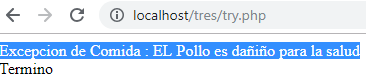 localhost/tres/try.php
Excepcion de Comida : EL Pollo es dañiño para la salud
Termino